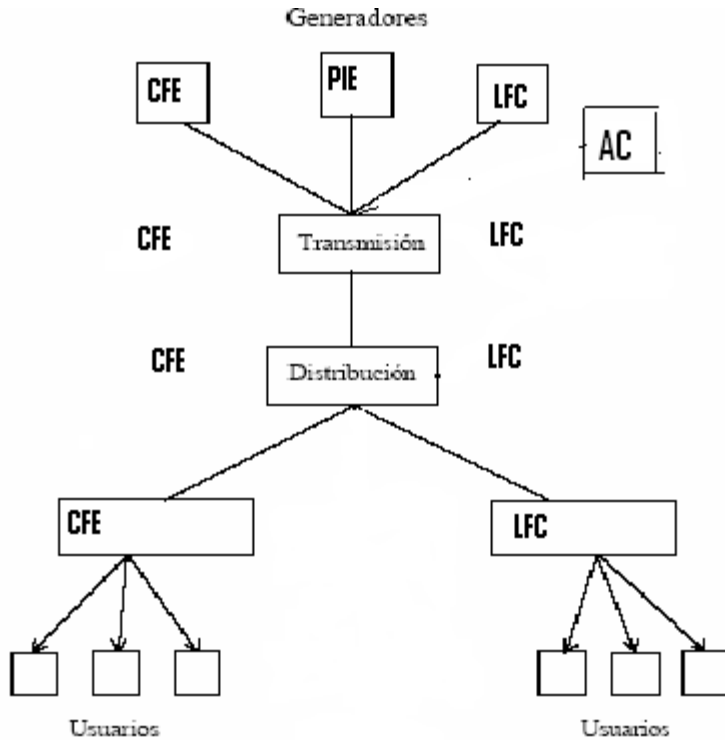 Generadores
CFE
PIE
LFC
AC
CFE
Transmisión
LFC
CFE
Distribución
LFC
CFE
LFC
Usuarios
Usuarios